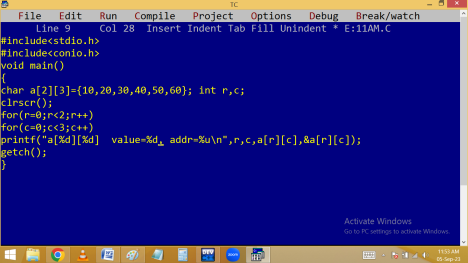 TC
File Edit Run Compile Project Options Debug Break/watch
Line 9 Col 28 Insert Indent Tab Fill Unindent * E:11AM.C
#include<stdio.h>
#include<conio.h>
void main()
{
char a[2][3]={10,20,30,40,50,60}; int r,c;
clrscr();
for(r=0;r<2;r++)
for(c=0;c<3;c++)
printf("a[%d][%d]  value=%d, addr=%u\n",r,c,a[r][c],&a[r][c]);
getch();
}
Activate Windows
Go to PC settings to activate Windows.
11:53 AM
05-Sep-23